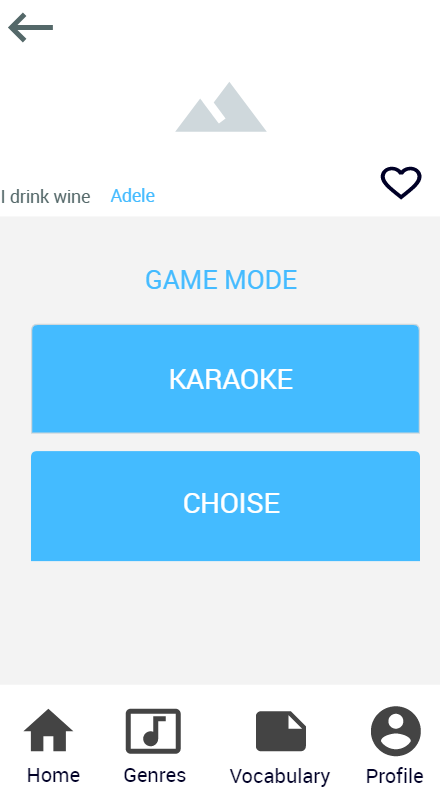 I drink wine Adele
GAME MODE
KARAOKE
CHOISE
Home Genres Vocabulary Profile